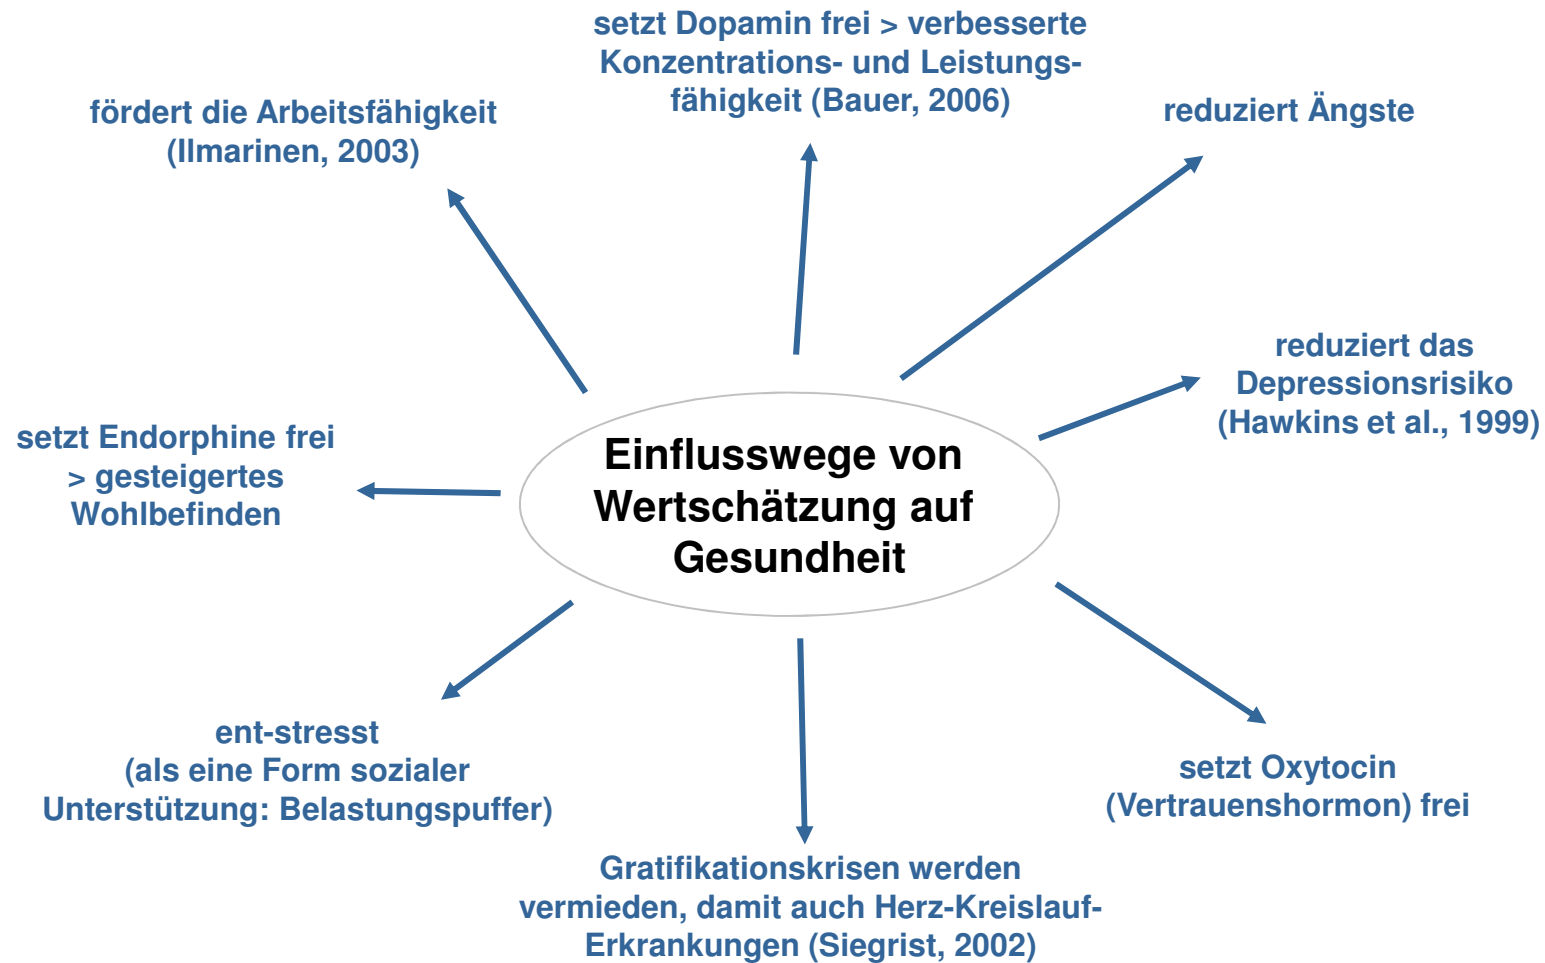 setzt Dopamin frei > verbesserte
Konzentrations- und Leistungs-
fähigkeit (Bauer, 2006)
fördert die Arbeitsfähigkeit
(Ilmarinen, 2003)
reduziert Ängste
reduziert das
Depressionsrisiko
(Hawkins et al., 1999)
setzt Endorphine frei
> gesteigertes
Wohlbefinden
Einflusswege von
Wertschätzung auf
Gesundheit
ent-stresst
(als eine Form sozialer
Unterstützung: Belastungspuffer)
setzt Oxytocin
(Vertrauenshormon) frei
Gratifikationskrisen werden
vermieden, damit auch Herz-Kreislauf-
Erkrankungen (Siegrist, 2002)